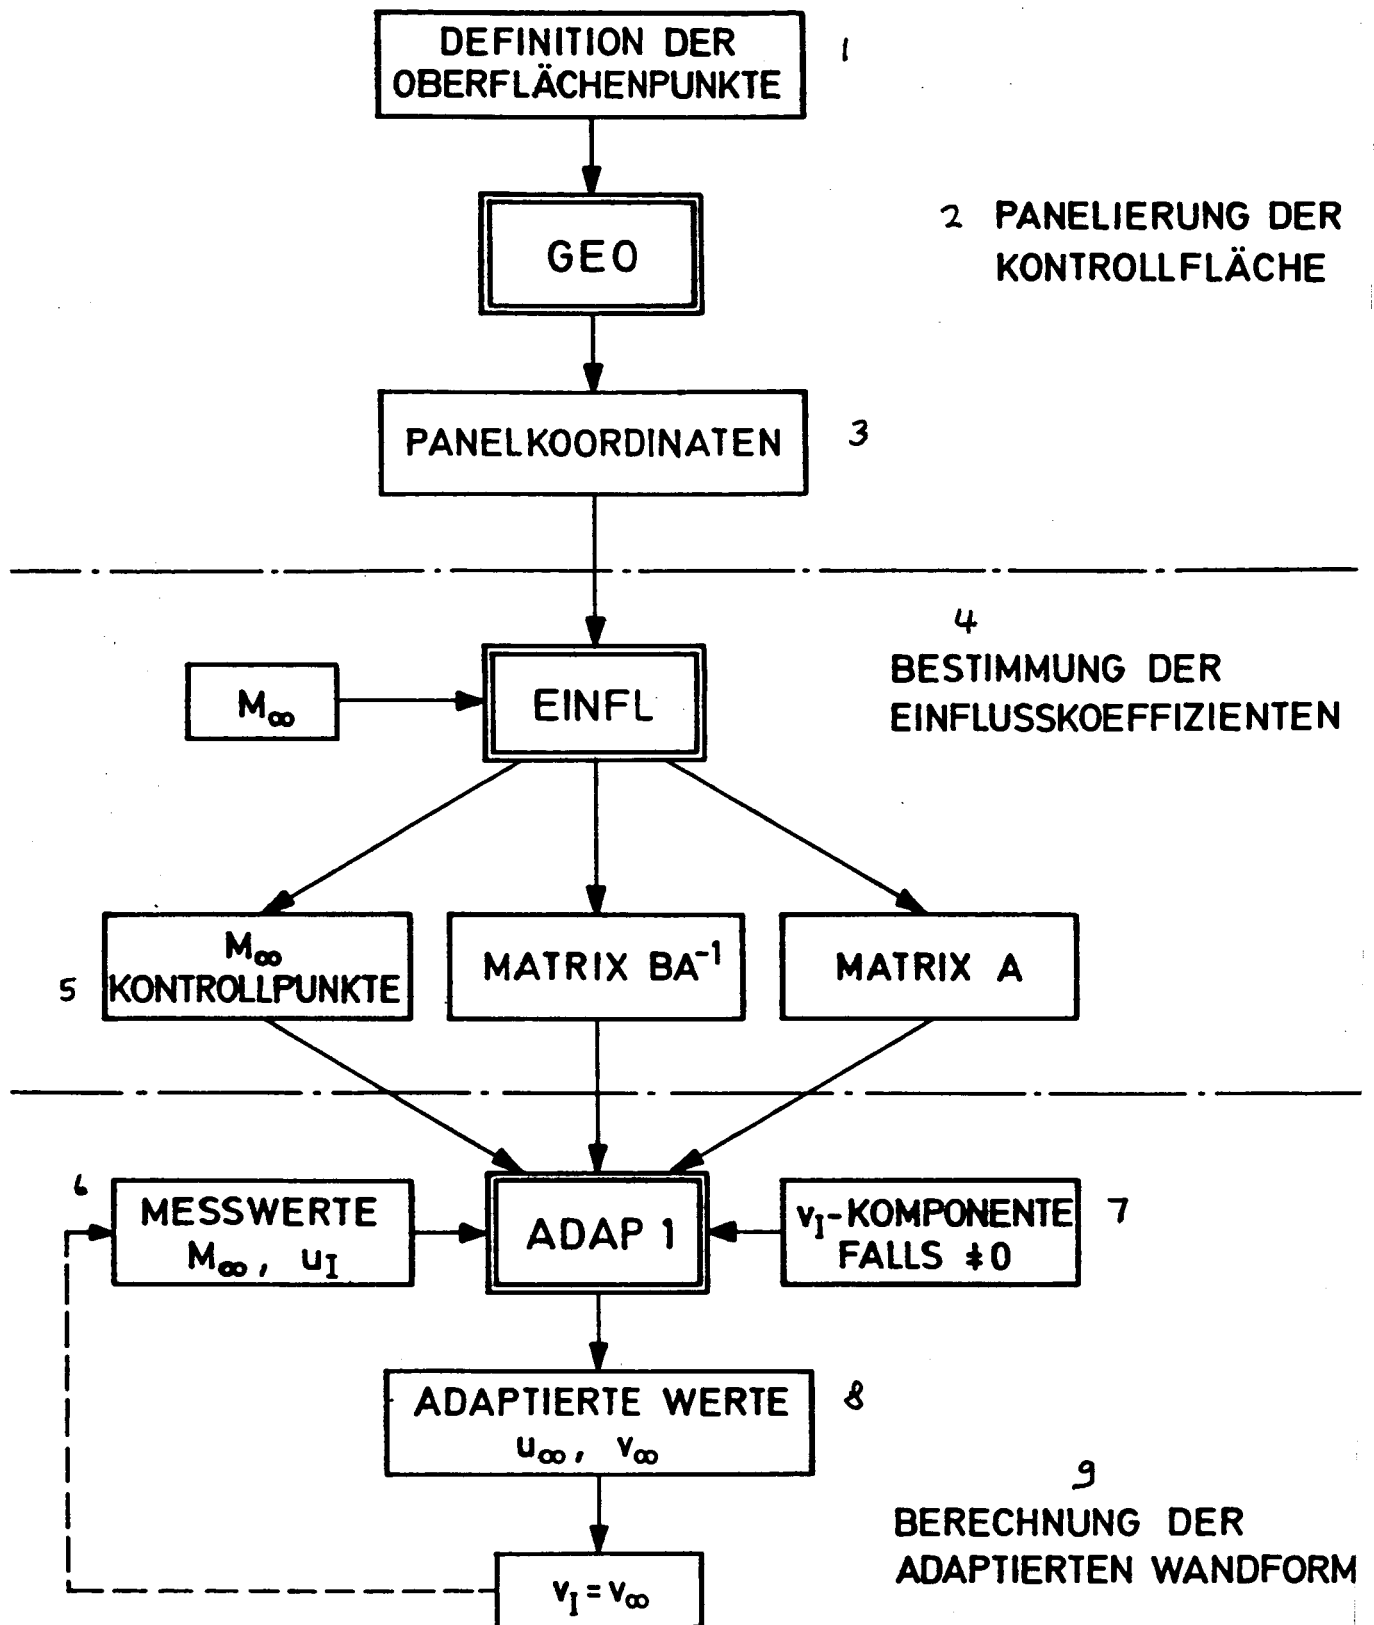 DEFINITION DER
OBERFLÄCHENPUNKTE
1
GEO
2 PANELIERUNG DER
KONTROLLFLÄCHE
PANELKOORDINATEN
3
4
BESTIMMUNG DER
EINFLUSSKOEFFIZIENTEN
M∞
EINFL
M∞
KONTROLLPUNKTE
5
MATRIX BA⁻¹
MATRIX A
6
MESSWERTE
M∞, uI
ADAP 1
vI-KOMPONENTE
FALLS ≠0
7
ADAPTIERTE WERTE
u∞, v∞
8
9
BERECHNUNG DER
ADAPTIERTEN WANDFORM
vI = v∞